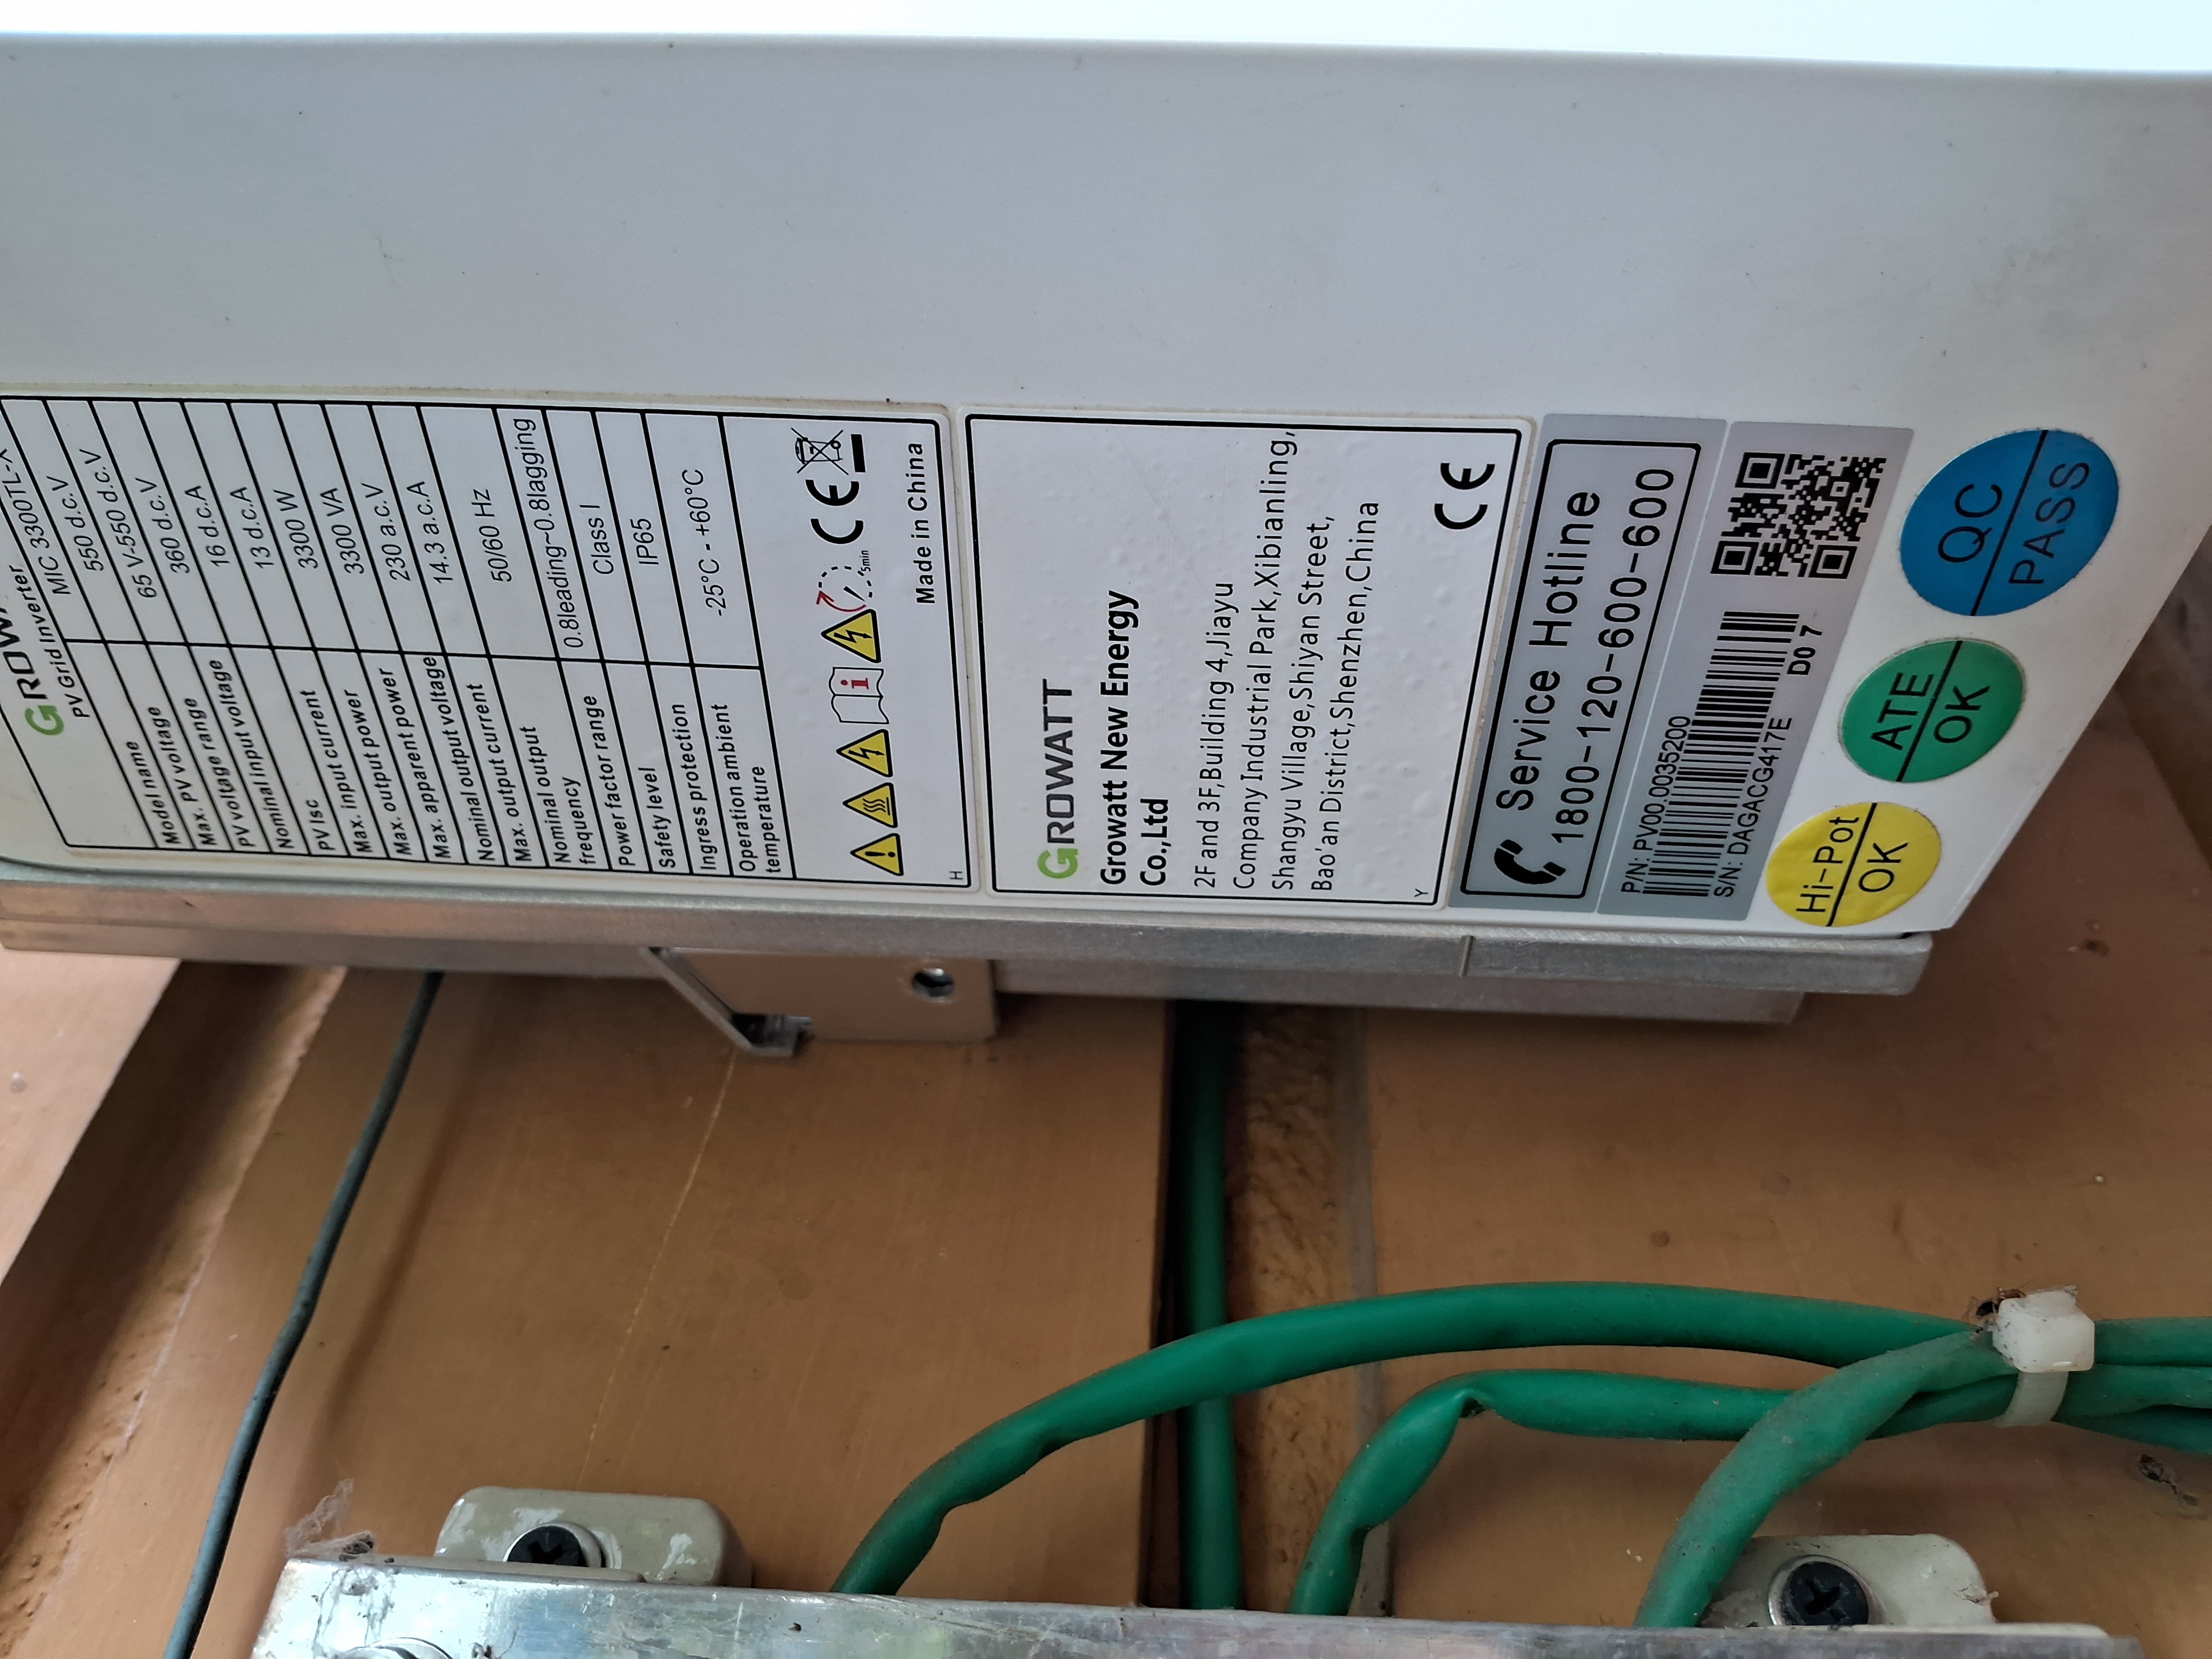 GROWATT
PV Grid Inverter
Model name MIC 3300TL-X
Max. PV voltage 550 d.c.V
PV voltage range 65 V-550 d.c.V
Nominal input voltage 360 d.c.V
PV Isc 16 d.c.A
Max. input current 13 d.c.A
Max. output power 3300 W
Max. apparent power 3300 VA
Nominal output voltage 230 a.c.V
Max. output current 14.3 a.c.A
Nominal output
frequency 50/60 Hz
Power factor range 0.8leading~0.8lagging
Safety level Class I
Ingress protection IP65
Operation ambient
temperature -25°C - +60°C
5min
CE
Made in China
H
GROWATT
Growatt New Energy
Co.,Ltd
2F and 3F,Building 4,Jiayu
Company Industrial Park,Xibianling,
Shangyu Village,Shiyan Street,
Bao'an District,Shenzhen,China
Y
CE
Service Hotline
1800-120-600-600
P/N: PV00.0035200
S/N: DAGACG417E
D0 7
Hi-Pot
OK
ATE
OK
QC
PASS